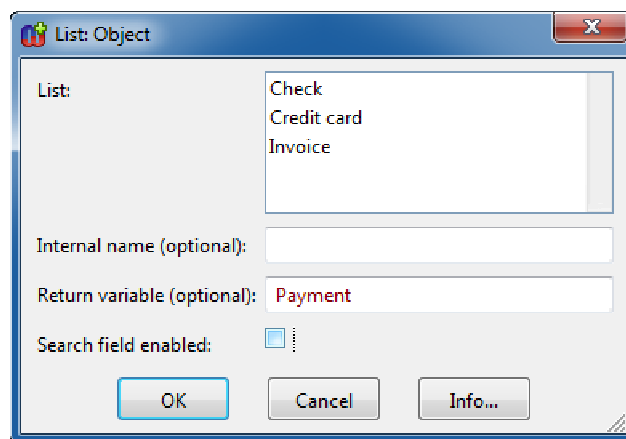 List: Object
List:
Check
Credit card
Invoice
Internal name (optional):
Return variable (optional): Payment
Search field enabled:
OK Cancel Info...